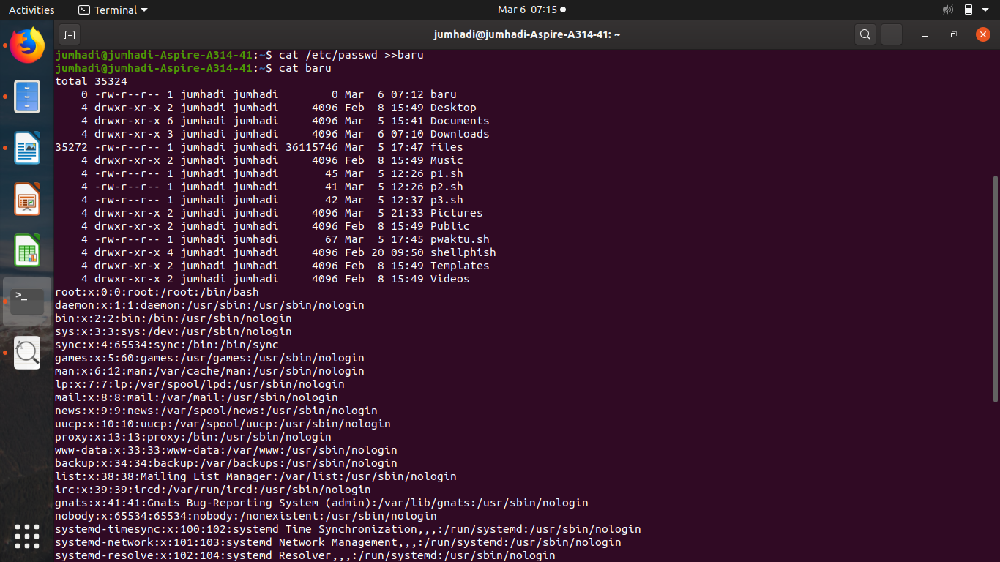 Activities Terminal Mar 6 07:15
jumhadi@jumhadi-Aspire-A314-41: ~
jumhadi@jumhadi-Aspire-A314-41:~$ cat /etc/passwd >>baru
jumhadi@jumhadi-Aspire-A314-41:~$ cat baru
total 35324
    0 -rw-r--r-- 1 jumhadi jumhadi        0 Mar  6 07:12 baru
    4 drwxr-xr-x 2 jumhadi jumhadi     4096 Feb  8 15:49 Desktop
    4 drwxr-xr-x 6 jumhadi jumhadi     4096 Mar  5 15:41 Documents
    4 drwxr-xr-x 3 jumhadi jumhadi     4096 Mar  6 07:10 Downloads
35272 -rw-r--r-- 1 jumhadi jumhadi 36115746 Mar  5 17:47 files
    4 drwxr-xr-x 2 jumhadi jumhadi     4096 Feb  8 15:49 Music
    4 -rw-r--r-- 1 jumhadi jumhadi       45 Mar  5 12:26 p1.sh
    4 -rw-r--r-- 1 jumhadi jumhadi       41 Mar  5 12:26 p2.sh
    4 -rw-r--r-- 1 jumhadi jumhadi       42 Mar  5 12:37 p3.sh
    4 drwxr-xr-x 2 jumhadi jumhadi     4096 Mar  5 21:33 Pictures
    4 drwxr-xr-x 2 jumhadi jumhadi     4096 Feb  8 15:49 Public
    4 -rw-r--r-- 1 jumhadi jumhadi       67 Mar  5 17:45 pwaktu.sh
    4 drwxr-xr-x 4 jumhadi jumhadi     4096 Feb 20 09:50 shellphish
    4 drwxr-xr-x 2 jumhadi jumhadi     4096 Feb  8 15:49 Templates
    4 drwxr-xr-x 2 jumhadi jumhadi     4096 Feb  8 15:49 Videos
root:x:0:0:root:/root:/bin/bash
daemon:x:1:1:daemon:/usr/sbin:/usr/sbin/nologin
bin:x:2:2:bin:/bin:/usr/sbin/nologin
sys:x:3:3:sys:/dev:/usr/sbin/nologin
sync:x:4:65534:sync:/bin:/bin/sync
games:x:5:60:games:/usr/games:/usr/sbin/nologin
man:x:6:12:man:/var/cache/man:/usr/sbin/nologin
lp:x:7:7:lp:/var/spool/lpd:/usr/sbin/nologin
mail:x:8:8:mail:/var/mail:/usr/sbin/nologin
news:x:9:9:news:/var/spool/news:/usr/sbin/nologin
uucp:x:10:10:uucp:/var/spool/uucp:/usr/sbin/nologin
proxy:x:13:13:proxy:/bin:/usr/sbin/nologin
www-data:x:33:33:www-data:/var/www:/usr/sbin/nologin
backup:x:34:34:backup:/var/backups:/usr/sbin/nologin
list:x:38:38:Mailing List Manager:/var/list:/usr/sbin/nologin
irc:x:39:39:ircd:/var/run/ircd:/usr/sbin/nologin
gnats:x:41:41:Gnats Bug-Reporting System (admin):/var/lib/gnats:/usr/sbin/nologin
nobody:x:65534:65534:nobody:/nonexistent:/usr/sbin/nologin
systemd-timesync:x:100:102:systemd Time Synchronization,,,:/run/systemd:/usr/sbin/nologin
systemd-network:x:101:103:systemd Network Management,,,:/run/systemd:/usr/sbin/nologin
systemd-resolve:x:102:104:systemd Resolver,,,:/run/systemd:/usr/sbin/nologin